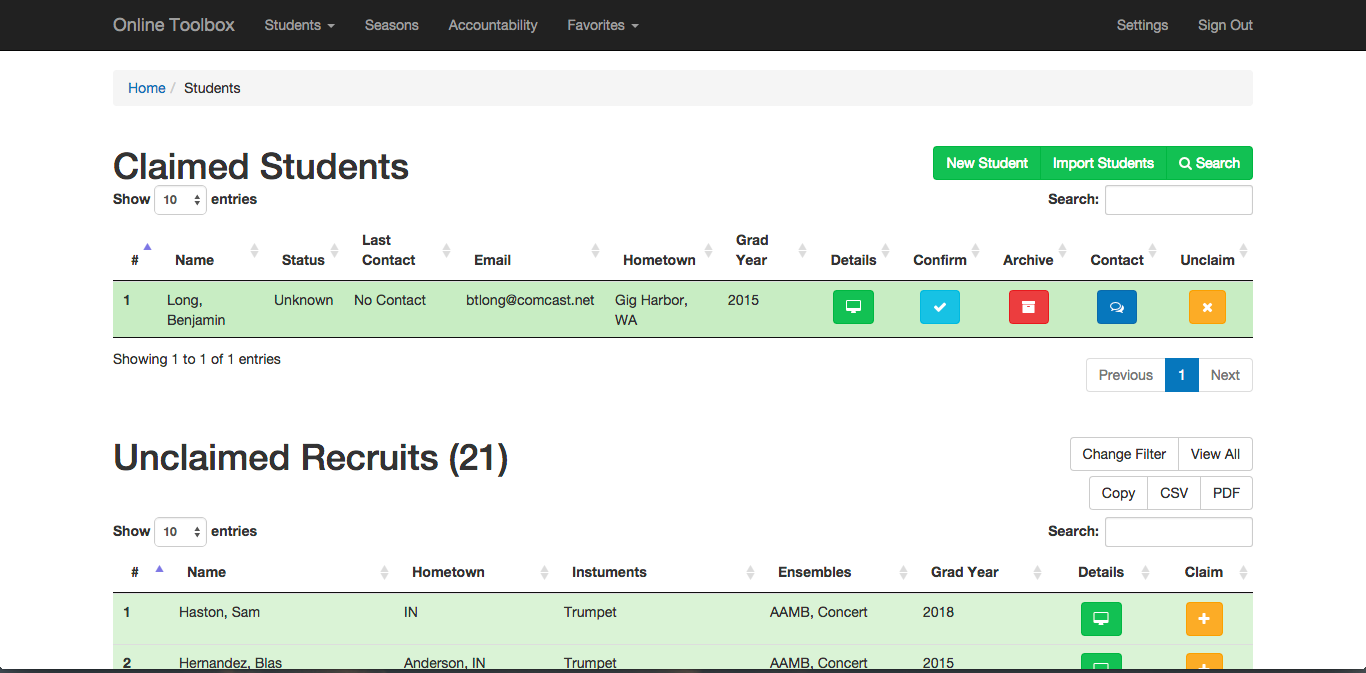 Online Toolbox Students Seasons Accountability Favorites Settings Sign Out
Home / Students
Claimed Students
New Student Import Students Search
Show 10 entries Search:
# Name Status Last Contact Email Hometown Grad Year Details Confirm Archive Contact Unclaim
1 Long, Benjamin Unknown No Contact btlong@comcast.net Gig Harbor, WA 2015
Showing 1 to 1 of 1 entries
Previous 1 Next
Unclaimed Recruits (21)
Change Filter View All
Copy CSV PDF
Show 10 entries Search:
# Name Hometown Instuments Ensembles Grad Year Details Claim
1 Haston, Sam IN Trumpet AAMB, Concert 2018
2 Hernandez, Blas Anderson, IN Trumpet AAMB, Concert 2015